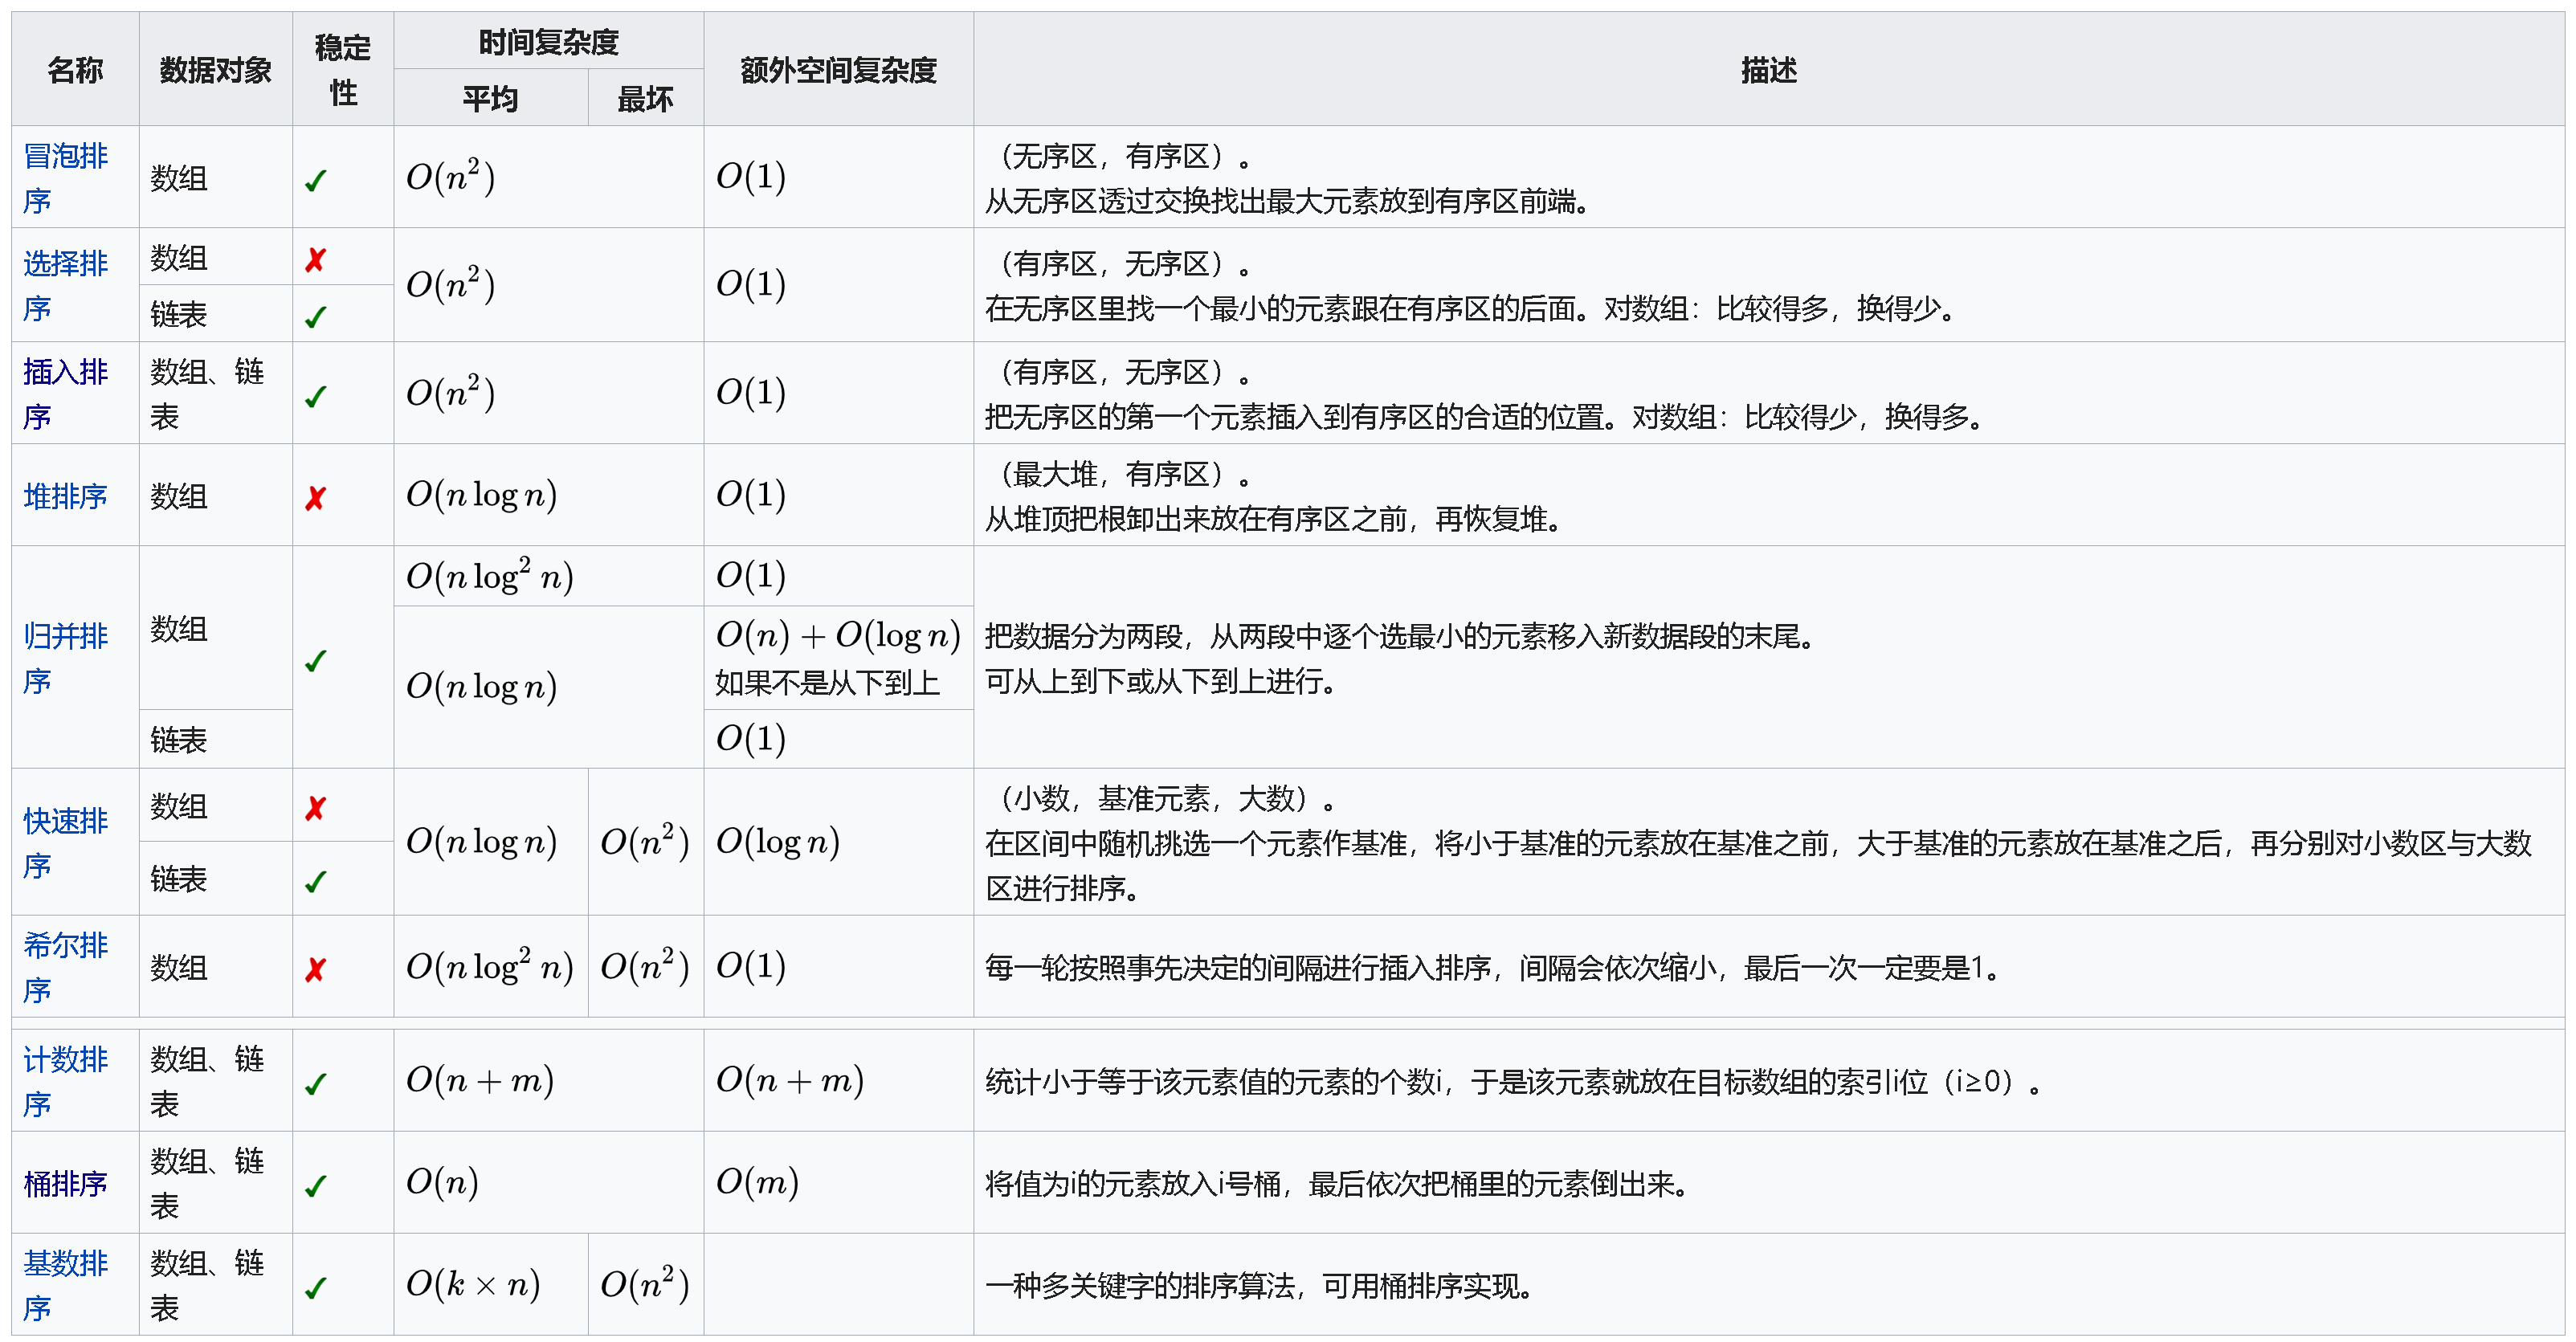 名称 数据对象 稳定性 时间复杂度 额外空间复杂度 描述
平均 最坏
冒泡排序 数组 ✓ O(n²) O(1) （无序区，有序区）。
从无序区透过交换找出最大元素放到有序区前端。
选择排序 数组 ✗ O(n²) O(1) （有序区，无序区）。
链表 ✓ 在无序区里找一个最小的元素跟在有序区的后面。对数组：比较得多，换得少。
插入排序 数组、链表 ✓ O(n²) O(1) （有序区，无序区）。
把无序区的第一个元素插入到有序区的合适的位置。对数组：比较得少，换得多。
堆排序 数组 ✗ O(n log n) O(1) （最大堆，有序区）。
从堆顶把根卸出来放在有序区之前，再恢复堆。
归并排序 数组 ✓ O(n log² n) O(1)
O(n log n) O(n) + O(log n)
如果不是从下到上
把数据分为两段，从两段中逐个选最小的元素移入新数据段的末尾。
可从上到下或从下到上进行。
链表 O(1)
快速排序 数组 ✗ O(n log n) O(n²) O(log n) （小数，基准元素，大数）。
链表 ✓ 在区间中随机挑选一个元素作基准，将小于基准的元素放在基准之前，大于基准的元素放在基准之后，再分别对小数区与大数
区进行排序。
希尔排序 数组 ✗ O(n log² n) O(n²) O(1) 每一轮按照事先决定的间隔进行插入排序，间隔会依次缩小，最后一次一定要是1。
计数排序 数组、链表 ✓ O(n + m) O(n + m) 统计小于等于该元素值的元素的个数i，于是该元素就放在目标数组的索引i位（i≥0）。
桶排序 数组、链表 ✓ O(n) O(m) 将值为i的元素放入i号桶，最后依次把桶里的元素倒出来。
基数排序 数组、链表 ✓ O(k × n) O(n²) 一种多关键字的排序算法，可用桶排序实现。